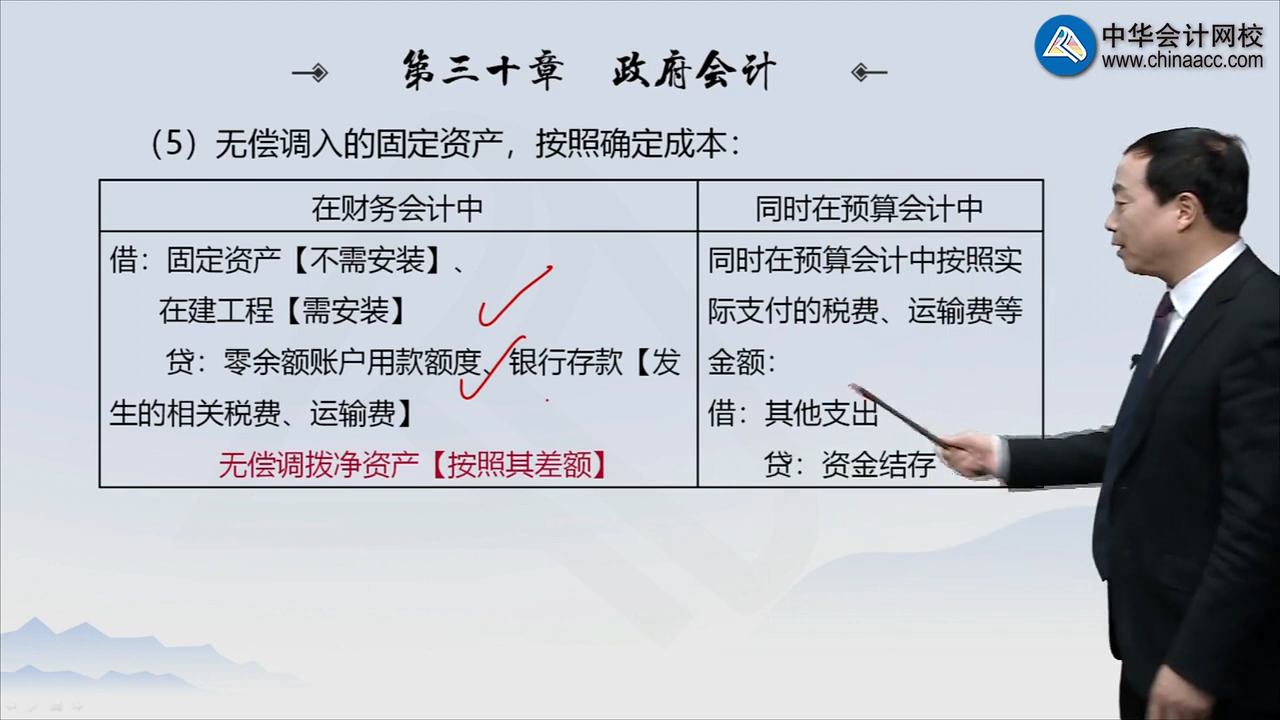 中华会计网校
www.chinaacc.com
第三十章 政府会计
（5）无偿调入的固定资产，按照确定成本：
在财务会计中
借：固定资产【不需安装】、
在建工程【需安装】
贷：零余额账户用款额度、银行存款【发
生的相关税费、运输费】
无偿调拨净资产【按照其差额】
同时在预算会计中
同时在预算会计中按照实
际支付的税费、运输费等
金额：
借：其他支出
贷：资金结存